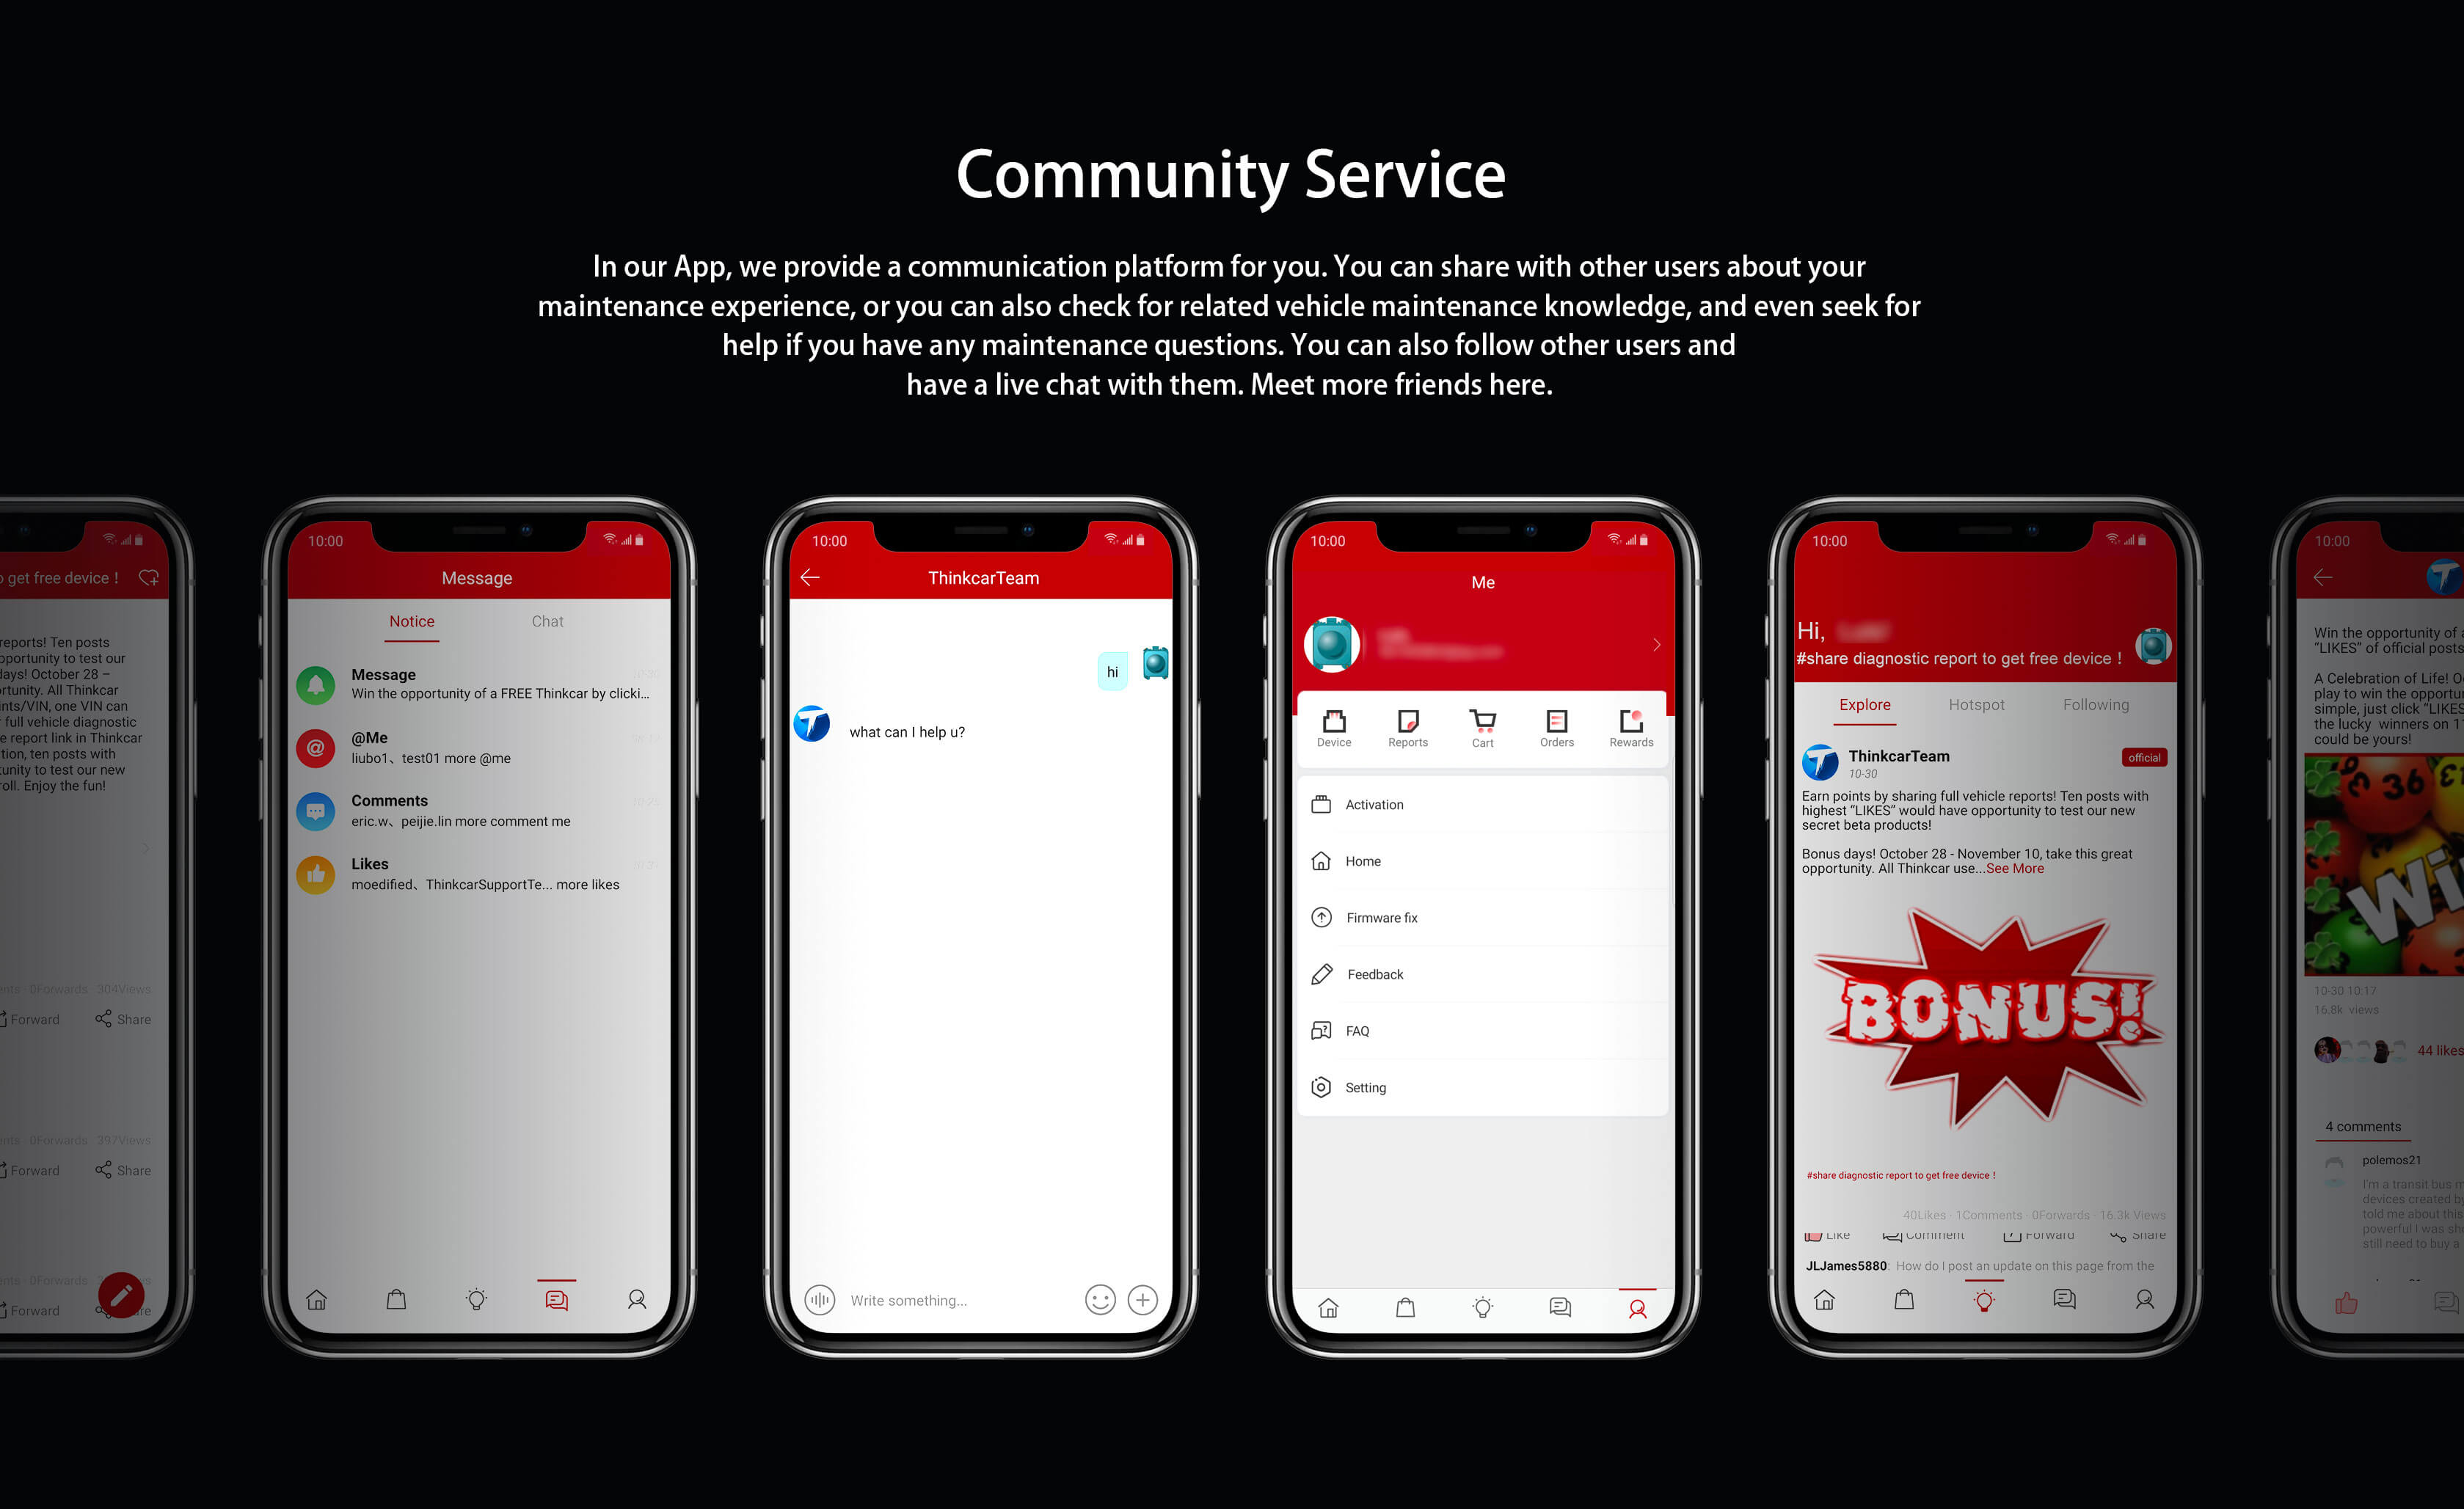 Community Service
In our App, we provide a communication platform for you. You can share with other users about your
maintenance experience, or you can also check for related vehicle maintenance knowledge, and even seek for
help if you have any maintenance questions. You can also follow other users and
have a live chat with them. Meet more friends here.
get free device !
reports! Ten posts
pportunity to test our
days! October 28 –
rtunity. All Thinkcar
nts/VIN, one VIN can
full vehicle diagnostic
e report link in Thinkcar
tion, ten posts with
tunity to test our new
roll. Enjoy the fun!
ents · 0Forwards · 304Views
Forward Share
ents · 0Forwards · 397Views
Forward Share
ents · 0Forwards
Forward
10:00
Message
Notice Chat
Message
Win the opportunity of a FREE Thinkcar by clicki...
@Me
liubo1、test01 more @me
Comments
eric.w、peijie.lin more comment me
Likes
moedified、ThinkcarSupportTe... more likes
10:00
ThinkcarTeam
hi
what can I help u?
Write something...
10:00
Me
Device Reports Cart Orders Rewards
Activation
Home
Firmware fix
Feedback
FAQ
Setting
10:00
Hi,
#share diagnostic report to get free device !
Explore Hotspot Following
ThinkcarTeam official
10-30
Earn points by sharing full vehicle reports! Ten posts with
highest “LIKES” would have opportunity to test our new
secret beta products!
Bonus days! October 28 - November 10, take this great
opportunity. All Thinkcar use...See More
BONUS!
#share diagnostic report to get free device !
40Likes · 1Comments · 0Forwards · 16.3k Views
Like Comment Forward Share
JLJames5880: How do I post an update on this page from the
10:00
Win the opportunity of a
“LIKES” of official posts
A Celebration of Life! O
play to win the opportu
simple, just click “LIKES
the lucky winners on 1
could be yours!
36
Wi
10-30 10:17
16.8k views
44 likes
4 comments
polemos21
I'm a transit bus m
devices created by
told me about this
powerful I was sho
still need to buy a